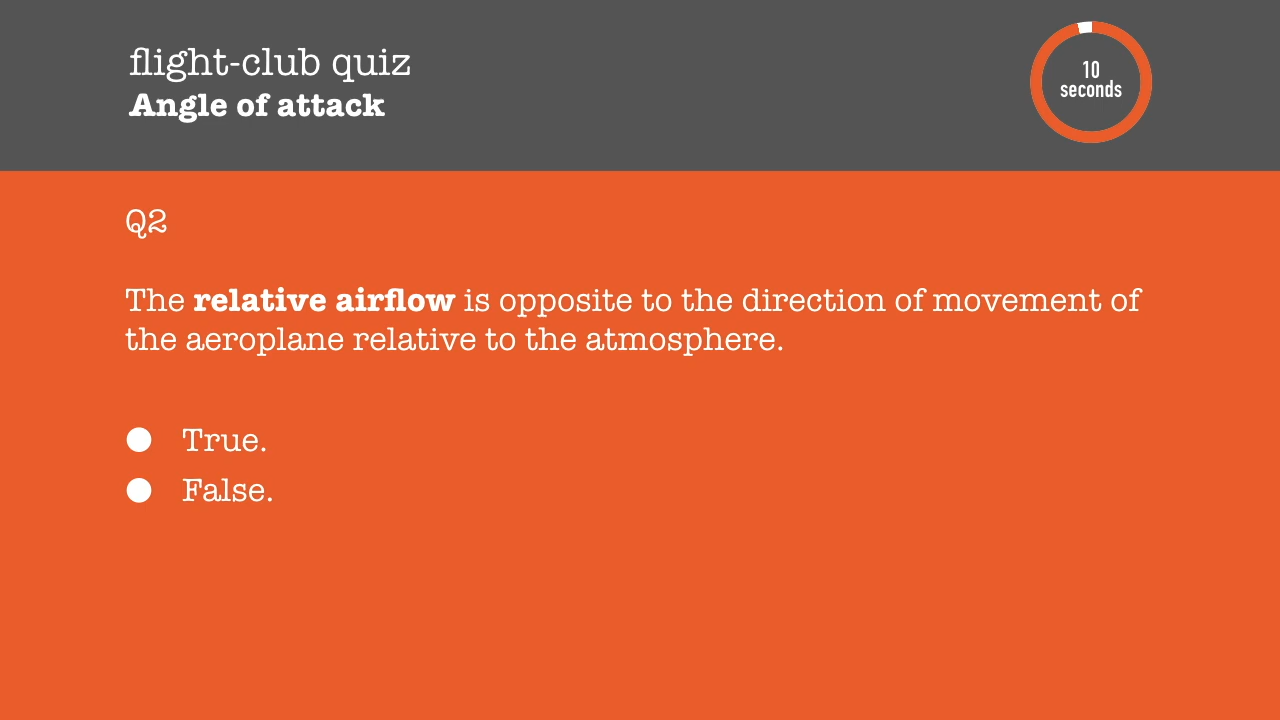 flight-club quiz
Angle of attack
10
seconds
Q2
The relative airflow is opposite to the direction of movement of
the aeroplane relative to the atmosphere.
True.
False.